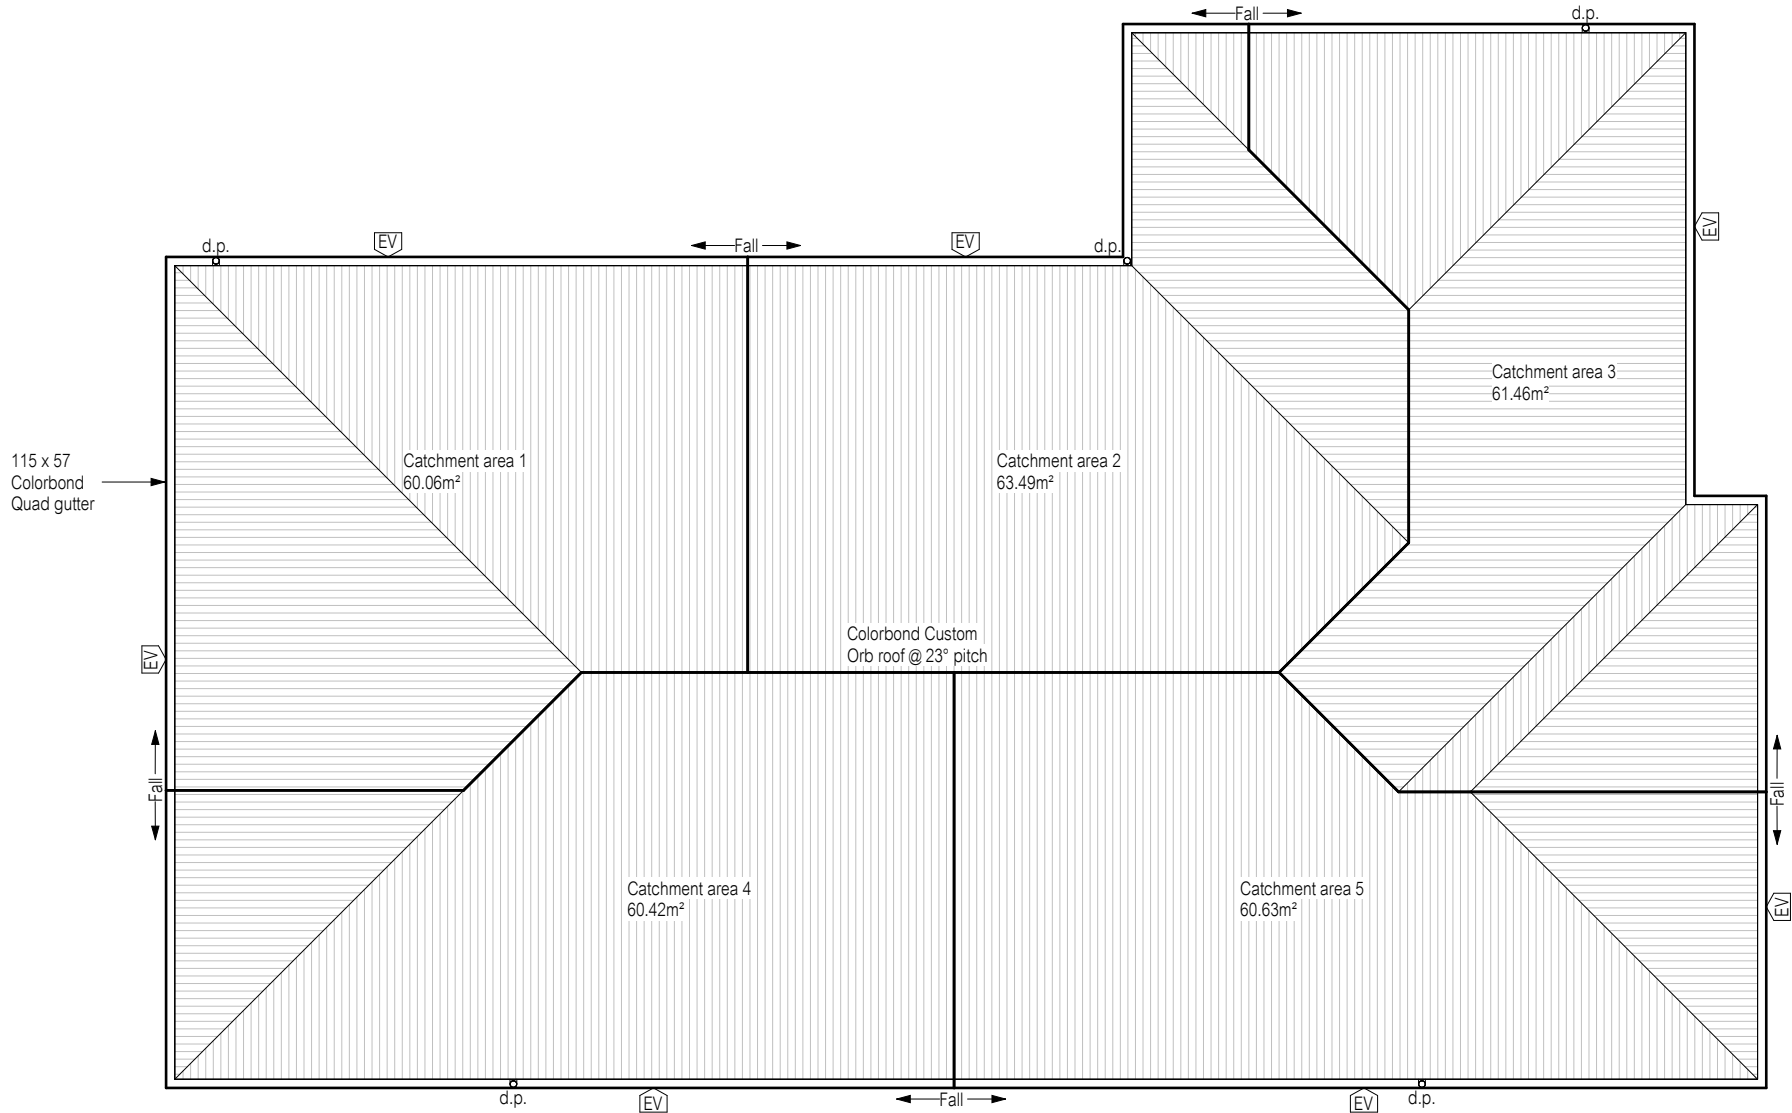 Fall
d.p.
EV
d.p.
EV
Fall
EV
d.p.
Catchment area 3
61.46m²
115 x 57
Colorbond
Quad gutter
Catchment area 1
60.06m²
Catchment area 2
63.49m²
Colorbond Custom
Orb roof @ 23° pitch
EV
Fall
Fall
Catchment area 4
60.42m²
Catchment area 5
60.63m²
EV
d.p.
EV
Fall
EV
d.p.